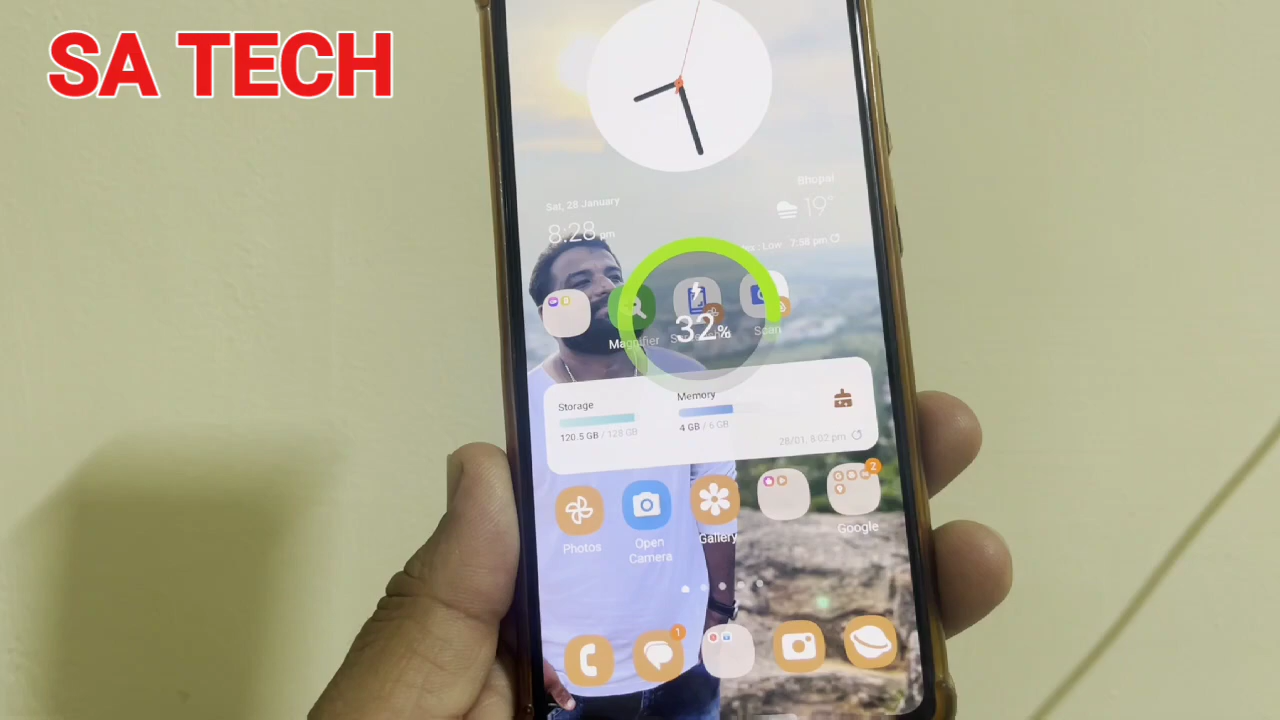 SA TECH
Bhopal
Sat, 28 January
19°
8:28 pm
: Low 7:58 pm
32%
Magnifier
Scan
Storage
Memory
120.5 GB / 128 GB
4 GB / 6 GB
28/01, 8:02 pm
2
Photos
Open
Camera
Gallery
Google
1